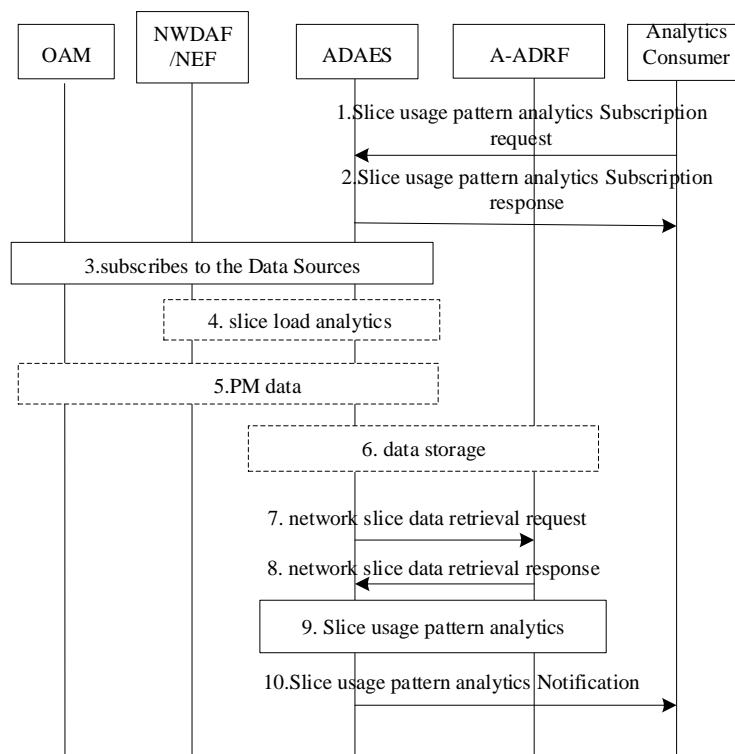 OAM
NWDAF
/NEF
ADAES
A-ADRF
Analytics
Consumer
1.Slice usage pattern analytics Subscription
request
2.Slice usage pattern analytics Subscription
response
3.subscribes to the Data Sources
4. slice load analytics
5.PM data
6. data storage
7. network slice data retrieval request
8. network slice data retrieval response
9. Slice usage pattern analytics
10.Slice usage pattern analytics Notification